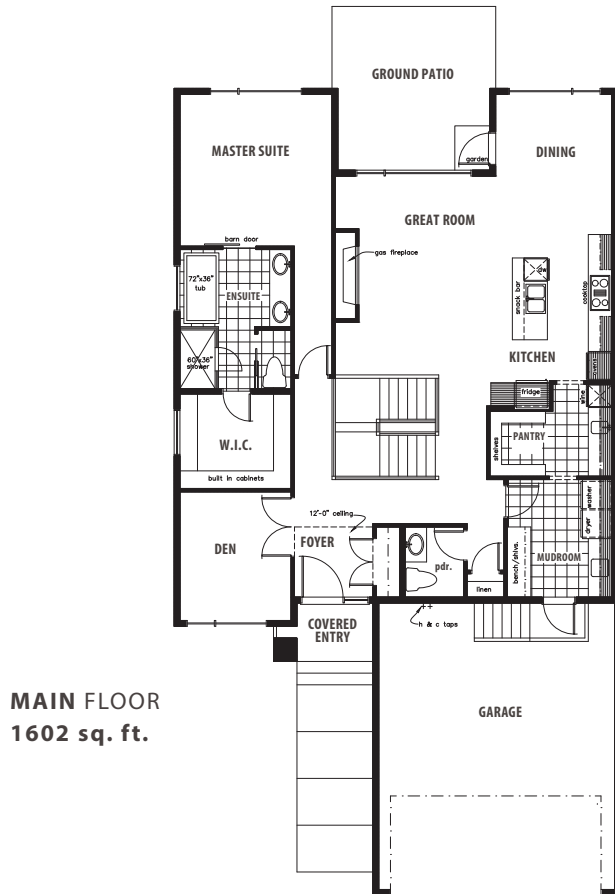 GROUND PATIO
MASTER SUITE
DINING
garden
GREAT ROOM
barn door
gas fireplace
72"x36"
tub
ENSUITE
dw
snack bar
cooktop
60"x36"
shower
KITCHEN
ovens
fridge
wine
W.I.C.
PANTRY
shelves
built in cabinets
washer
dryer
12'-0" ceiling
DEN
FOYER
pdr.
MUDROOM
bench/shlvs.
linen
COVERED
ENTRY
h & c taps
MAIN FLOOR
1602 sq. ft.
GARAGE